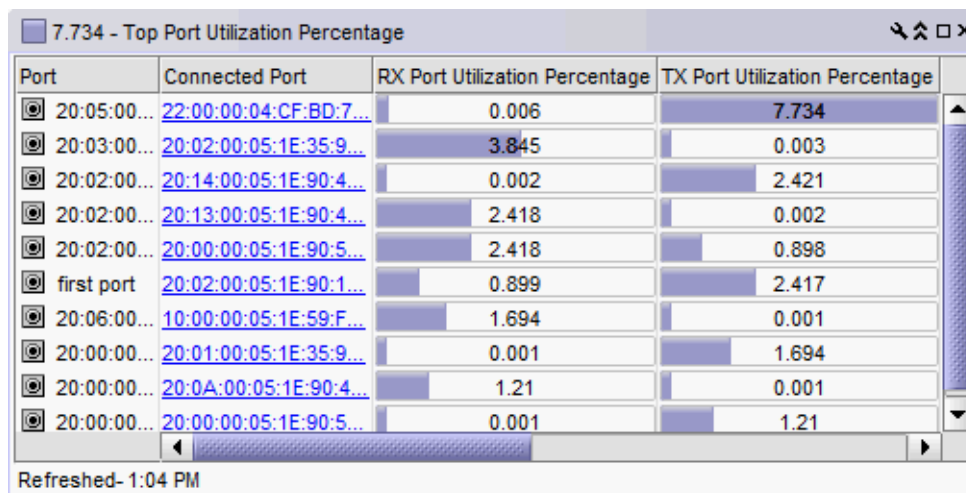 7.734 - Top Port Utilization Percentage
Port Connected Port RX Port Utilization Percentage TX Port Utilization Percentage
20:05:00... 22:00:00:04:CF:BD:7... 0.006 7.734
20:03:00... 20:02:00:05:1E:35:9... 3.845 0.003
20:02:00... 20:14:00:05:1E:90:4... 0.002 2.421
20:02:00... 20:13:00:05:1E:90:4... 2.418 0.002
20:02:00... 20:00:00:05:1E:90:5... 2.418 0.898
first port 20:02:00:05:1E:90:1... 0.899 2.417
20:06:00... 10:00:00:05:1E:59:F... 1.694 0.001
20:00:00... 20:01:00:05:1E:35:9... 0.001 1.694
20:00:00... 20:0A:00:05:1E:90:4... 1.21 0.001
20:00:00... 20:00:00:05:1E:90:5... 0.001 1.21
Refreshed- 1:04 PM